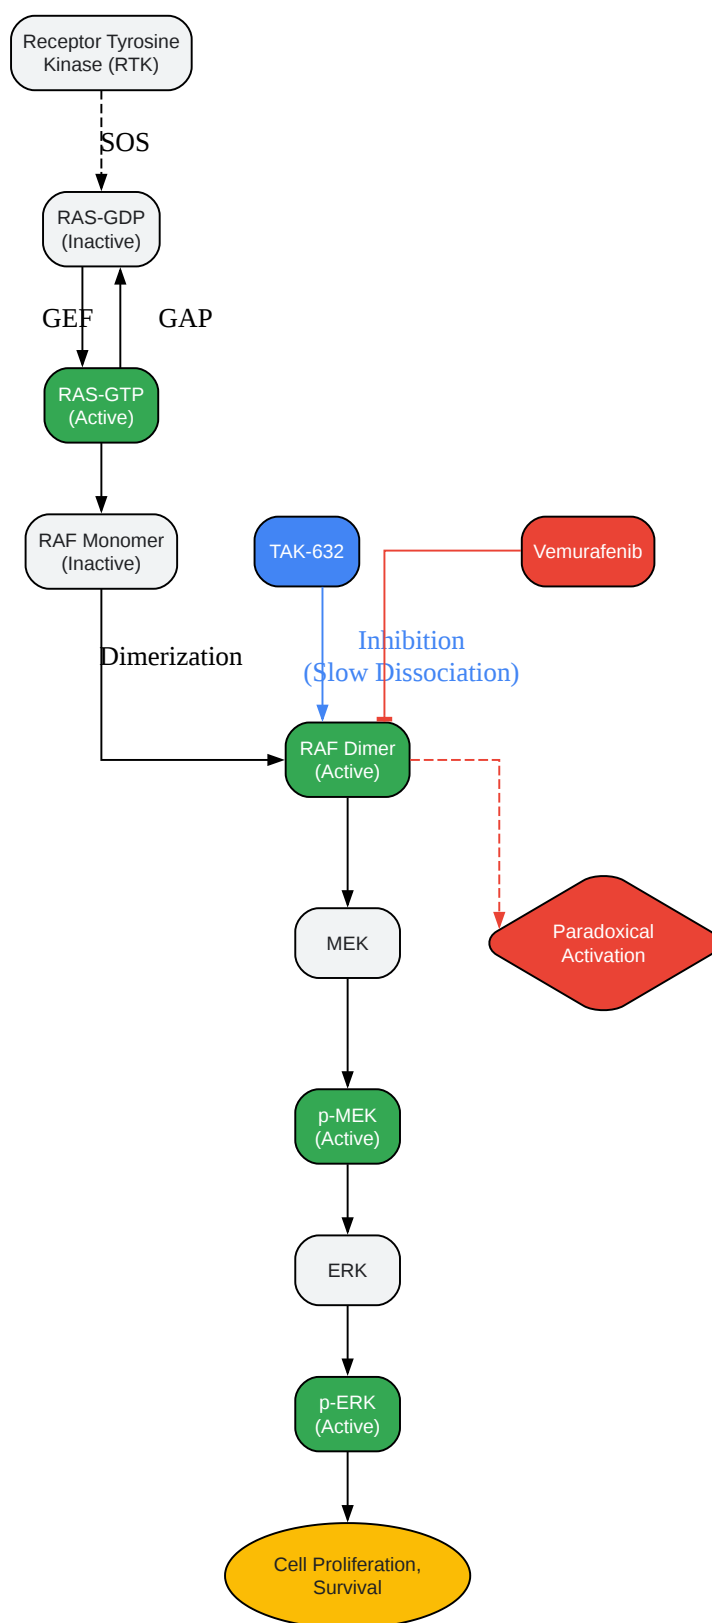 Receptor Tyrosine
Kinase (RTK)
SOS
RAS-GDP
(Inactive)
GEF
GAP
RAS-GTP
(Active)
RAF Monomer
(Inactive)
TAK-632
Vemurafenib
Dimerization
Inhibition
(Slow Dissociation)
RAF Dimer
(Active)
MEK
Paradoxical
Activation
p-MEK
(Active)
ERK
p-ERK
(Active)
Cell Proliferation,
Survival